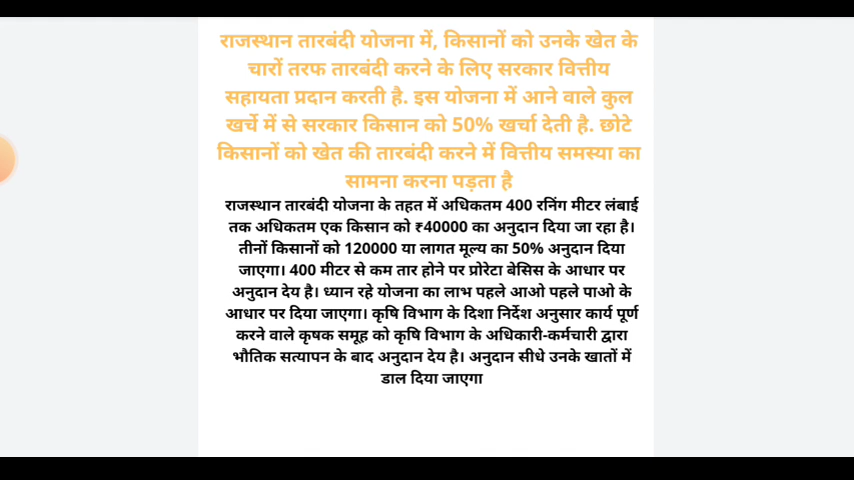 राजस्थान तारबंदी योजना में, किसानों को उनके खेत के
चारों तरफ तारबंदी करने के लिए सरकार वित्तीय
सहायता प्रदान करती है. इस योजना में आने वाले कुल
खर्चे में से सरकार किसान को 50% खर्चा देती है. छोटे
किसानों को खेत की तारबंदी करने में वित्तीय समस्या का
सामना करना पड़ता है
राजस्थान तारबंदी योजना के तहत में अधिकतम 400 रनिंग मीटर लंबाई
तक अधिकतम एक किसान को ₹40000 का अनुदान दिया जा रहा है।
तीनों किसानों को 120000 या लागत मूल्य का 50% अनुदान दिया
जाएगा। 400 मीटर से कम तार होने पर प्रोरेटा बेसिस के आधार पर
अनुदान देय है। ध्यान रहे योजना का लाभ पहले आओ पहले पाओ के
आधार पर दिया जाएगा। कृषि विभाग के दिशा निर्देश अनुसार कार्य पूर्ण
करने वाले कृषक समूह को कृषि विभाग के अधिकारी-कर्मचारी द्वारा
भौतिक सत्यापन के बाद अनुदान देय है। अनुदान सीधे उनके खातों में
डाल दिया जाएगा